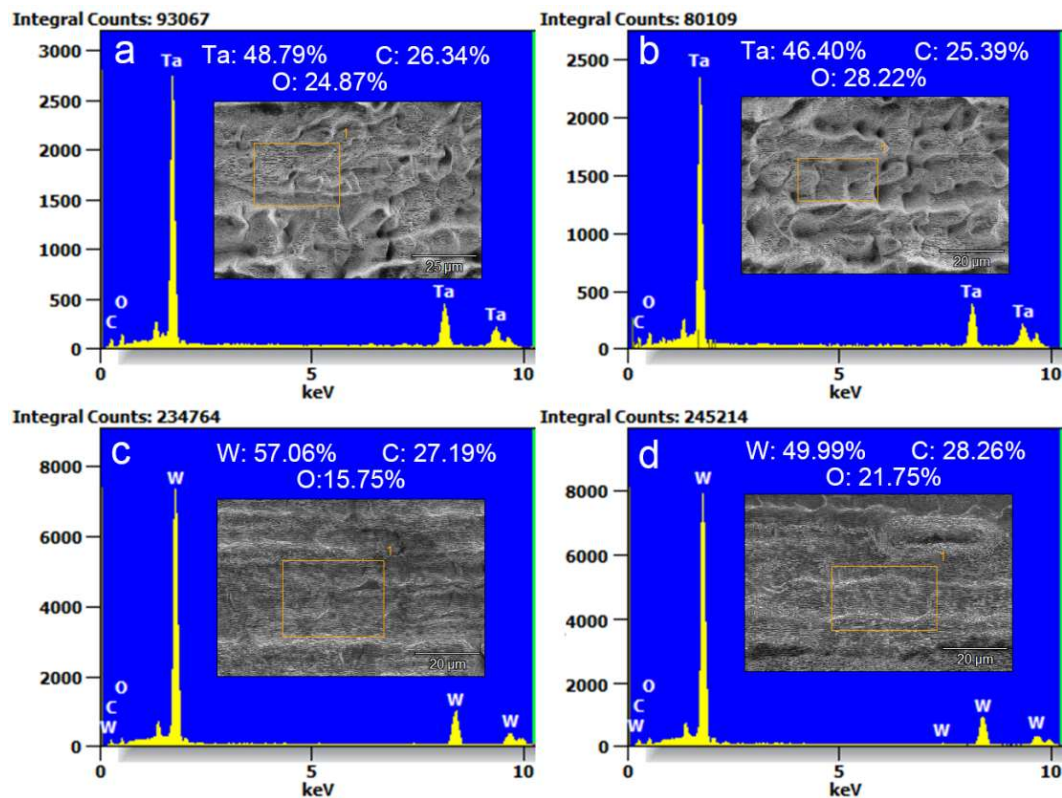 Integral Counts: 93067
a
Ta: 48.79% C: 26.34%
O: 24.87%
3000
2500
2000
1500
1000
500
0
Ta
O
C
Ta
Ta
1
25 µm
0 5 10
keV
Integral Counts: 80109
b
Ta: 46.40% C: 25.39%
O: 28.22%
2500
2000
1500
1000
500
0
Ta
O
C
Ta
Ta
1
20 µm
0 5 10
keV
Integral Counts: 234764
c
W: 57.06% C: 27.19%
O:15.75%
8000
6000
4000
2000
0
W
O
C
W
W
W
1
20 µm
0 5 10
keV
Integral Counts: 245214
d
W: 49.99% C: 28.26%
O: 21.75%
8000
6000
4000
2000
0
W
O
C
W
W
W
W
1
20 µm
0 5 10
keV